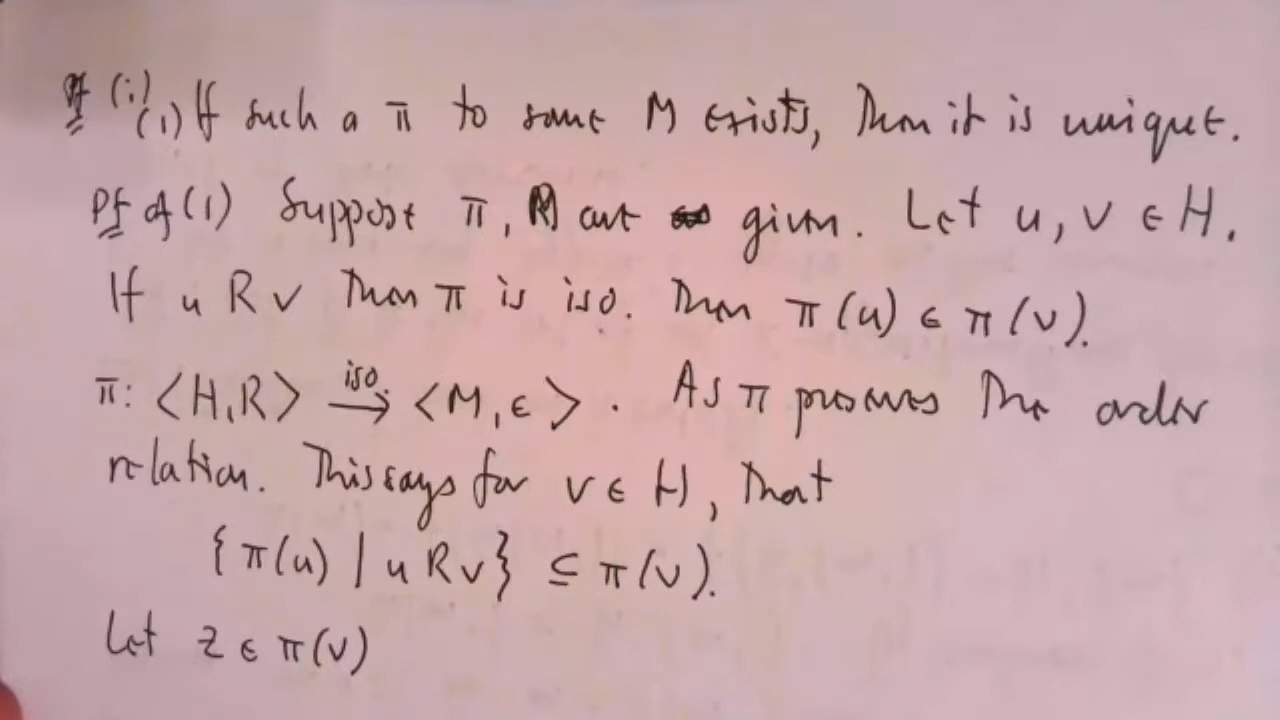 Pf (i) (1) If such a π to some M exists, then it is unique.
Pf of (1) Suppose π, M are given. Let u, v ∈ H.
If u R v then π is iso. Then π(u) ∈ π(v).
π: ⟨H,R⟩ iso→ ⟨M,∈⟩. As π preserves the order
relation. This says for v ∈ H, that
{π(u) | u R v} ⊆ π(v).
Let z ∈ π(v)